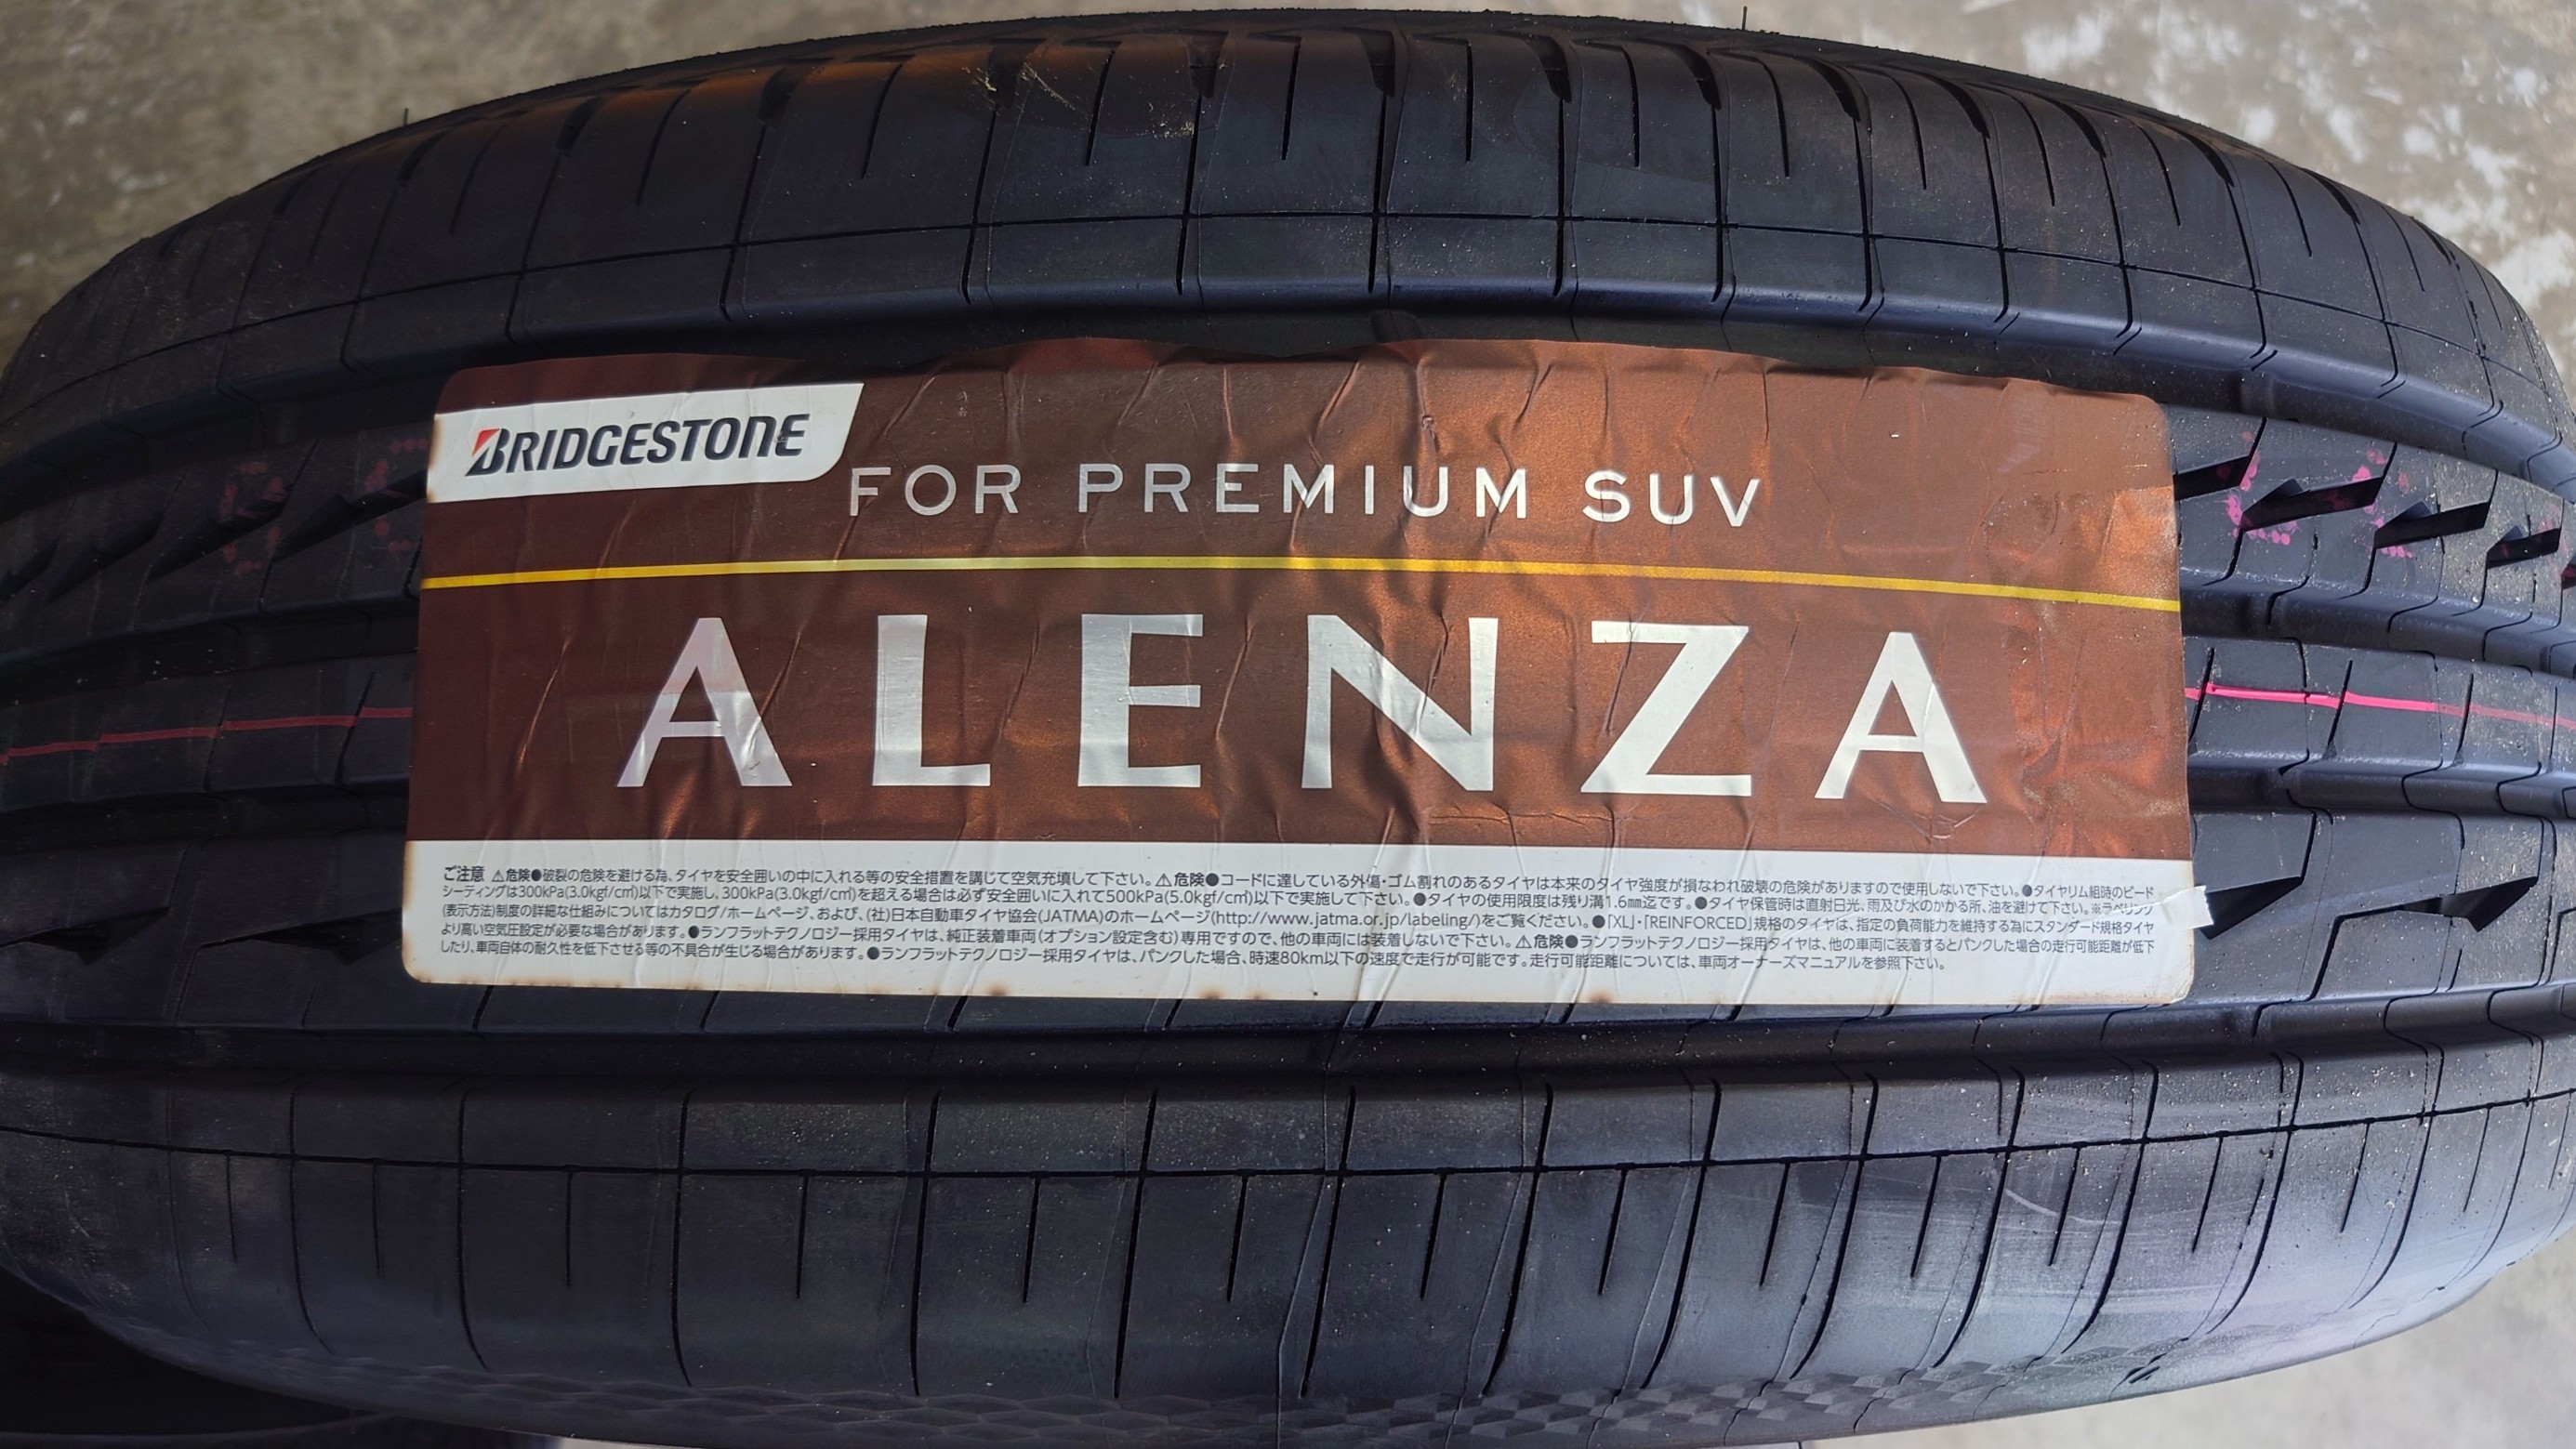 BRIDGESTONE
FOR PREMIUM SUV
ALENZA
ご注意 ⚠危険●破裂の危険を避ける為、タイヤを安全囲いの中に入れる等の安全措置を講じて空気充填して下さい。⚠危険●コードに達している外傷・ゴム割れのあるタイヤは本来のタイヤ強度が損なわれ破壊の危険がありますので使用しないで下さい。●タイヤリム組時のビード
シーティングは300kPa(3.0kgf/c㎡)以下で実施し、300kPa(3.0kgf/c㎡)を超える場合は必ず安全囲いに入れて500kPa(5.0kgf/c㎡)以下で実施して下さい。●タイヤの使用限度は残り溝1.6㎜迄です。●タイヤ保管時は直射日光、雨及び水のかかる所、油を避けて下さい。※ラベリング
(表示方法)制度の詳細な仕組みについてはカタログ/ホームページ、および、(社)日本自動車タイヤ協会(JATMA)のホームページ(http://www.jatma.or.jp/labeling/)をご覧ください。●「XL」・「REINFORCED」規格のタイヤは、指定の負荷能力を維持する為にスタンダード規格タイヤ
より高い空気圧設定が必要な場合があります。●ランフラットテクノロジー採用タイヤは、純正装着車両(オプション設定含む)専用ですので、他の車両には装着しないで下さい。⚠危険●ランフラットテクノロジー採用タイヤは、他の車両に装着するとパンクした場合の走行可能距離が低下
したり、車両自体の耐久性を低下させる等の不具合が生じる場合があります。●ランフラットテクノロジー採用タイヤは、パンクした場合、時速80km以下の速度で走行が可能です。走行可能距離については、車両オーナーズマニュアルを参照下さい。